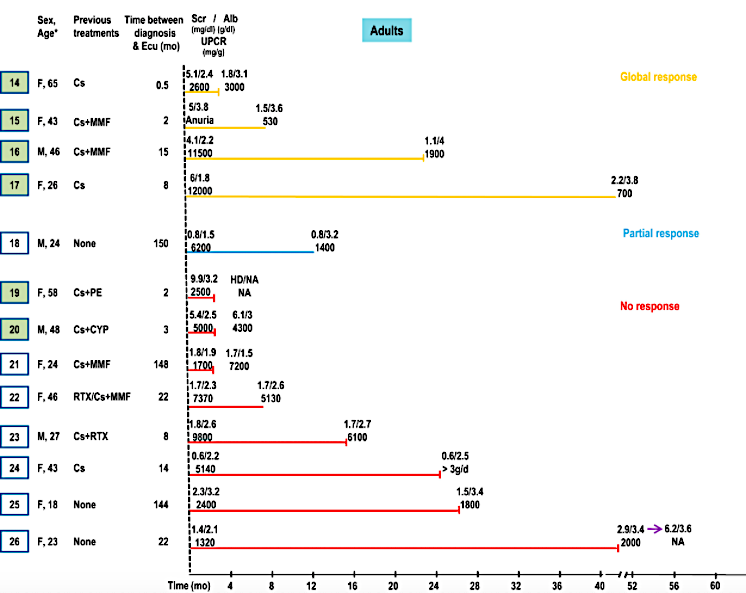 Sex, Previous Time between Scr / Alb
Age* treatments diagnosis (mg/dl) (g/dl)
& Ecu (mo) UPCR
(mg/g)
Adults
5.1/2.4 1.8/3.1
14 F, 65 Cs 0.5 2600 3000
Global response
5/3.8 1.5/3.6
15 F, 43 Cs+MMF 2 Anuria 530
4.1/2.2 1.1/4
16 M, 46 Cs+MMF 15 11500 1900
6/1.8 2.2/3.8
17 F, 26 Cs 8 12000 700
Partial response
0.8/1.5 0.8/3.2
18 M, 24 None 150 6200 1400
9.9/3.2 HD/NA
19 F, 58 Cs+PE 2 2500 NA
No response
5.4/2.5 6.1/3
20 M, 48 Cs+CYP 3 5000 4300
1.8/1.9 1.7/1.5
21 F, 24 Cs+MMF 148 1700 7200
1.7/2.3 1.7/2.6
22 F, 46 RTX/Cs+MMF 22 7370 5130
1.8/2.6 1.7/2.7
23 M, 27 Cs+RTX 8 9800 6100
0.6/2.2 0.6/2.5
24 F, 43 Cs 14 5140 > 3g/d
2.3/3.2 1.5/3.4
25 F, 18 None 144 2400 1800
1.4/2.1 2.9/3.4 → 6.2/3.6
26 F, 23 None 22 1320 2000 NA
Time (mo) 4 8 12 16 20 24 28 32 36 40 52 56 60